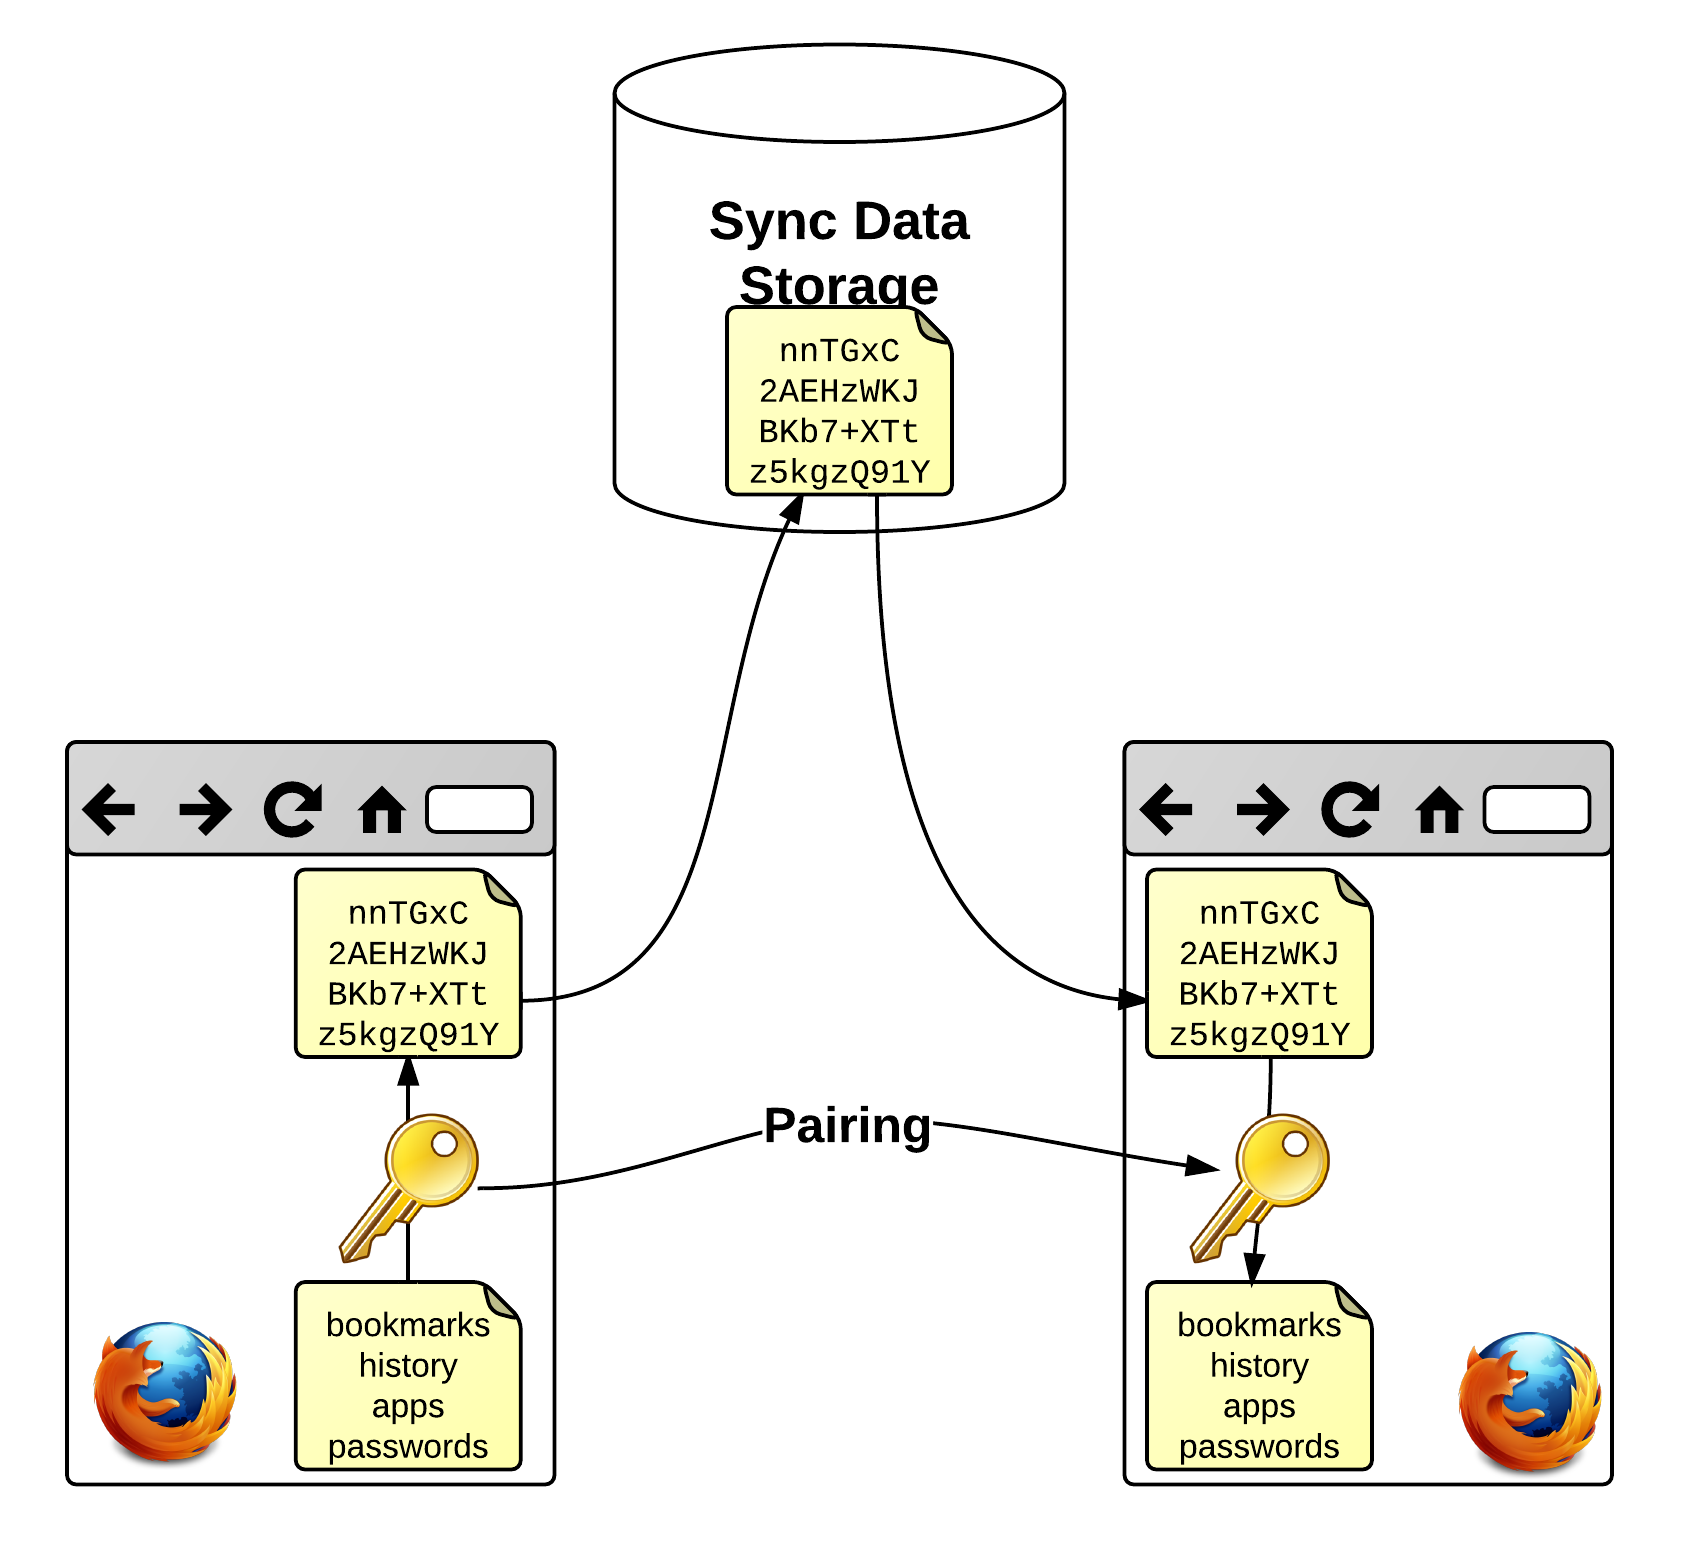 Sync Data
Storage
nnTGxC
2AEHzWKJ
BKb7+XTt
z5kgzQ91Y
nnTGxC
2AEHzWKJ
BKb7+XTt
z5kgzQ91Y
nnTGxC
2AEHzWKJ
BKb7+XTt
z5kgzQ91Y
Pairing
bookmarks
history
apps
passwords
bookmarks
history
apps
passwords